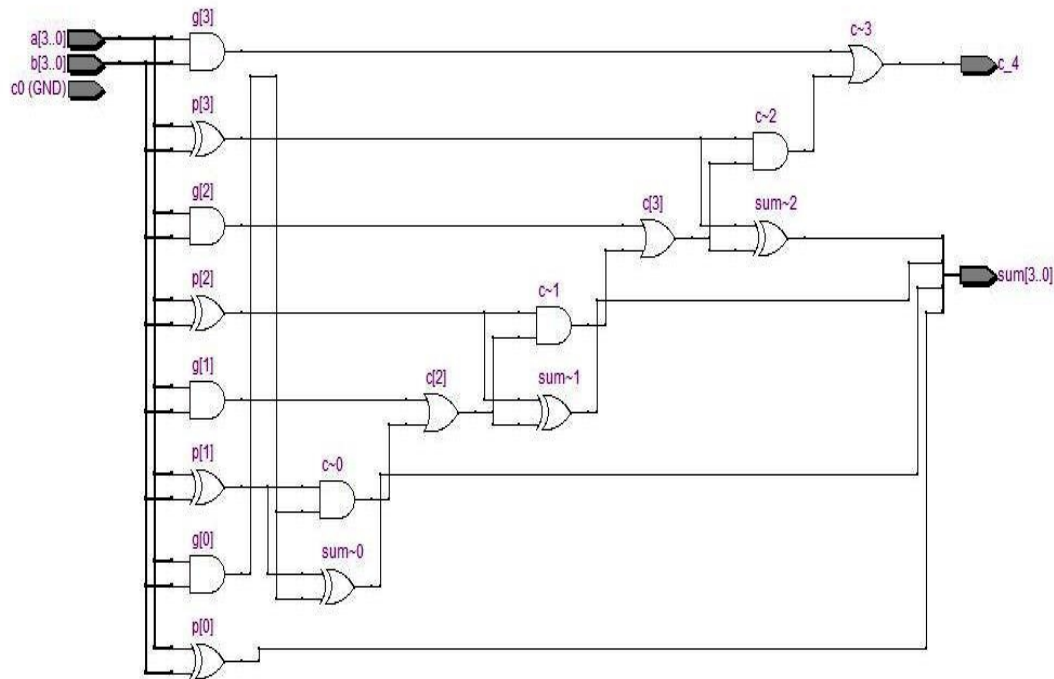 g[3]
a[3..0]
b[3..0]
c0 (GND)
c~3
c_4
p[3]
c~2
g[2]
c[3]
sum~2
sum[3..0]
p[2]
c~1
g[1]
c[2]
sum~1
p[1]
c~0
g[0]
sum~0
p[0]